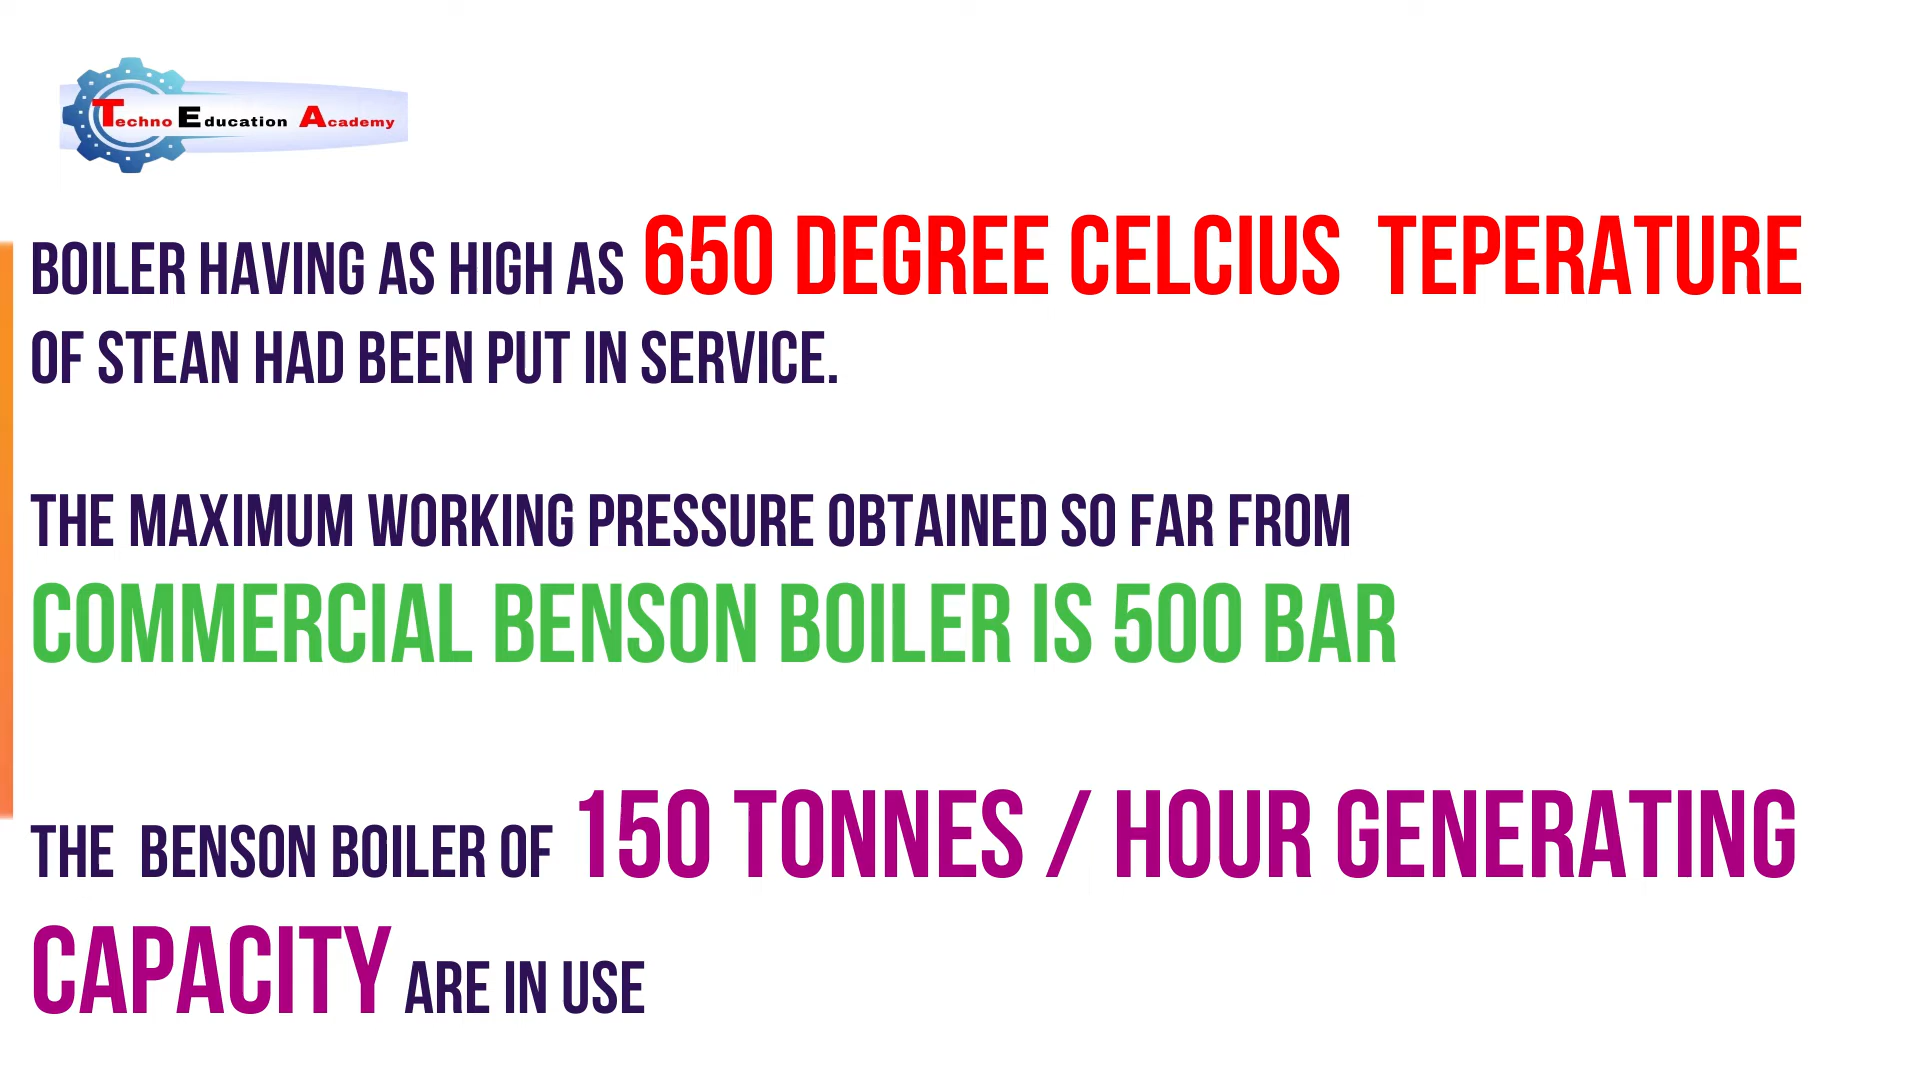 Techno Education Academy
BOILER HAVING AS HIGH AS 650 DEGREE CELCIUS TEPERATURE
OF STEAN HAD BEEN PUT IN SERVICE.
THE MAXIMUM WORKING PRESSURE OBTAINED SO FAR FROM
COMMERCIAL BENSON BOILER IS 500 BAR
THE BENSON BOILER OF 150 TONNES / HOUR GENERATING
CAPACITY ARE IN USE